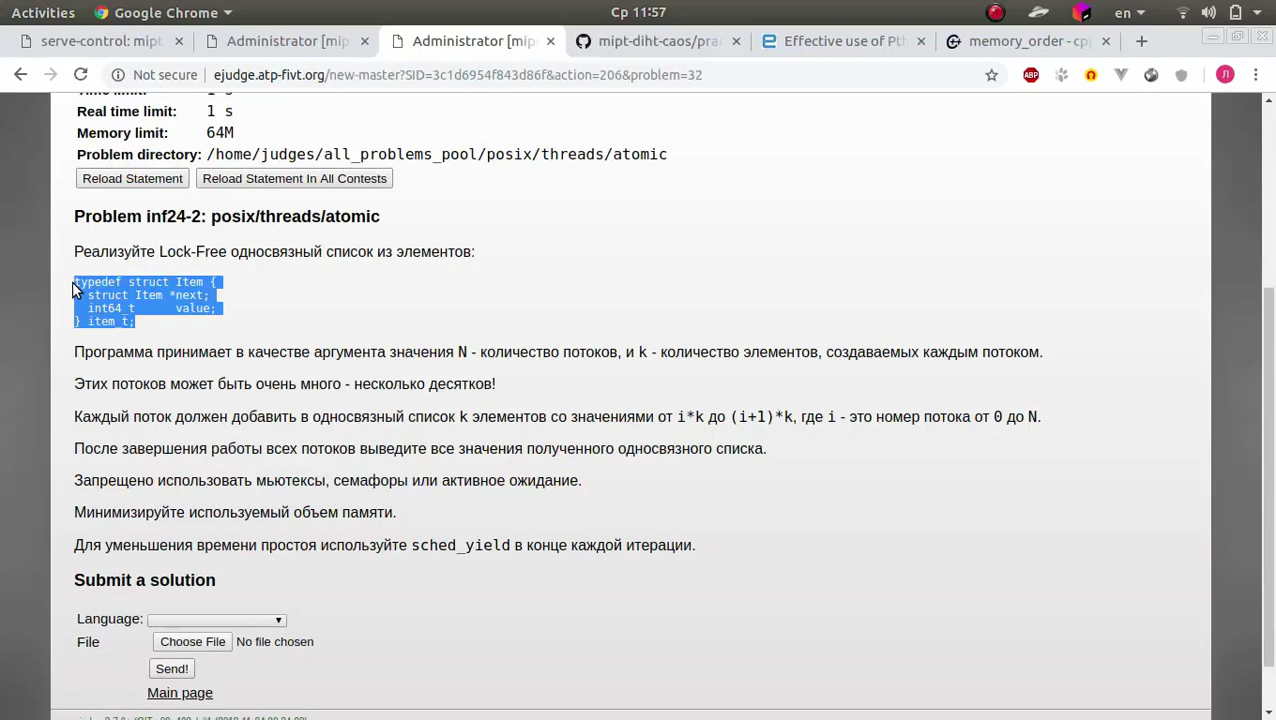 Activities Google Chrome Ср 11:57 en
serve-control: mipt Administrator [mip Administrator [mip mipt-diht-caos/prac Effective use of Pth memory_order - cpp
Not secure ejudge.atp-fivt.org/new-master?SID=3c1d6954f843d86f&action=206&problem=32 ABP Л
Time limit: 1 s
Real time limit: 1 s
Memory limit: 64M
Problem directory: /home/judges/all_problems_pool/posix/threads/atomic
Reload Statement Reload Statement In All Contests
Problem inf24-2: posix/threads/atomic
Реализуйте Lock-Free односвязный список из элементов:
typedef struct Item {
struct Item *next;
int64_t value;
} item_t;
Программа принимает в качестве аргумента значения N - количество потоков, и k - количество элементов, создаваемых каждым потоком.
Этих потоков может быть очень много - несколько десятков!
Каждый поток должен добавить в односвязный список k элементов со значениями от i*k до (i+1)*k, где i - это номер потока от 0 до N.
После завершения работы всех потоков выведите все значения полученного односвязного списка.
Запрещено использовать мьютексы, семафоры или активное ожидание.
Минимизируйте используемый объем памяти.
Для уменьшения времени простоя используйте sched_yield в конце каждой итерации.
Submit a solution
Language:
File Choose File No file chosen
Send!
Main page